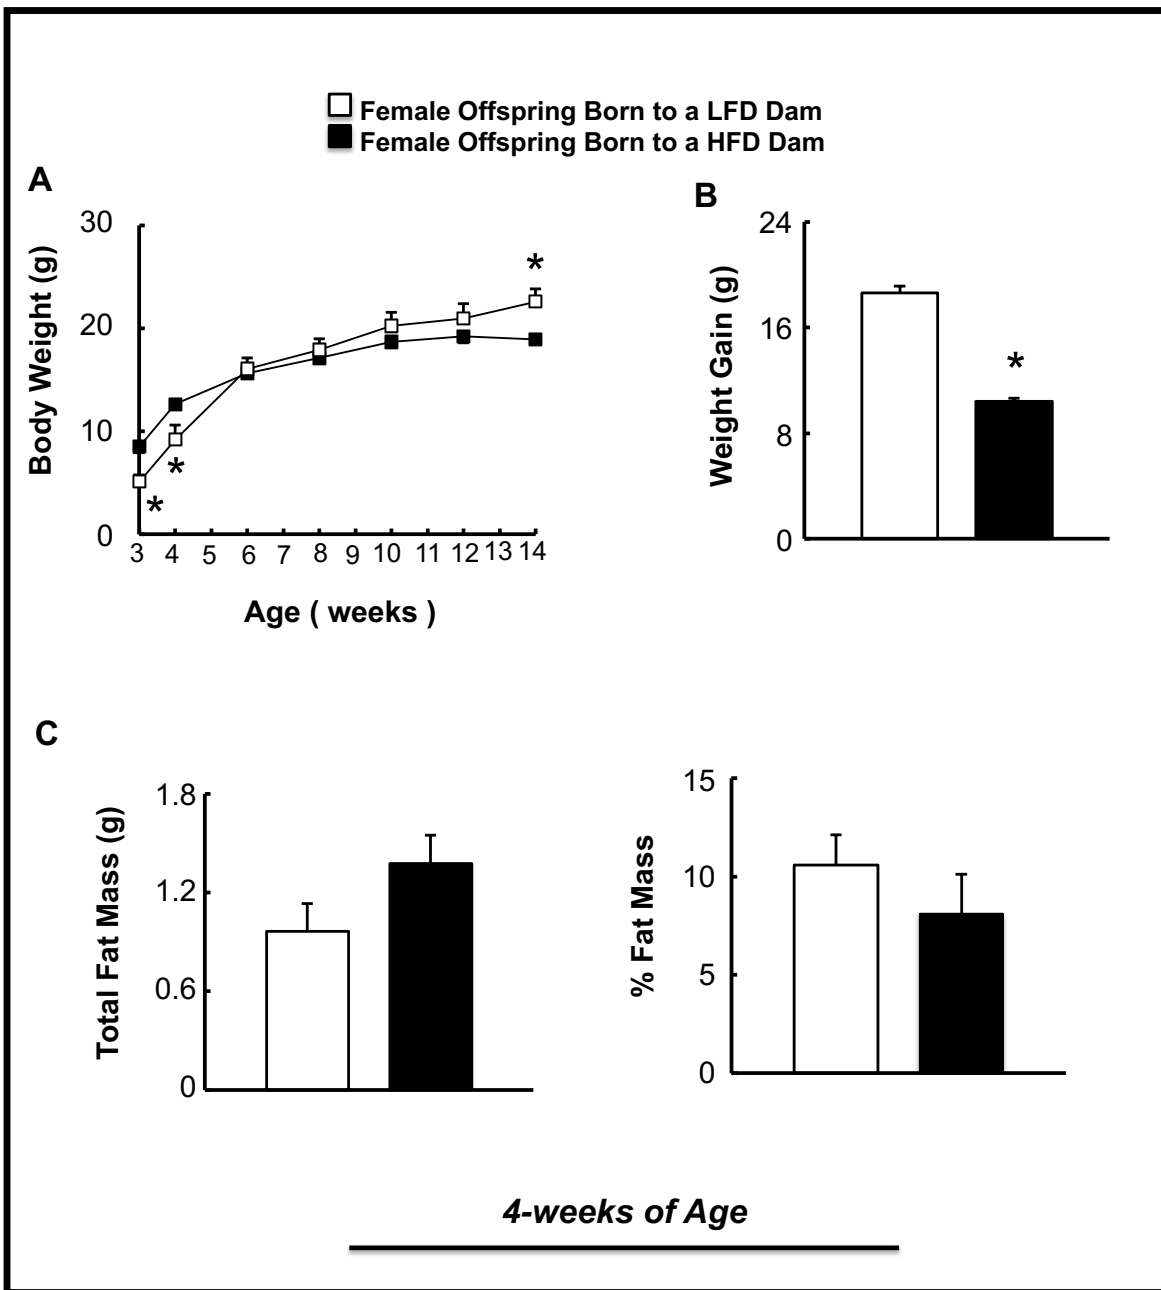 Female Offspring Born to a LFD Dam
Female Offspring Born to a HFD Dam
A
Body Weight (g)
30
20
10
0
*
*
*
3 4 5 6 7 8 9 10 11 12 13 14
Age ( weeks )
B
Weight Gain (g)
24
16
8
0
*
C
Total Fat Mass (g)
1.8
1.2
0.6
0
% Fat Mass
15
10
5
0
4-weeks of Age